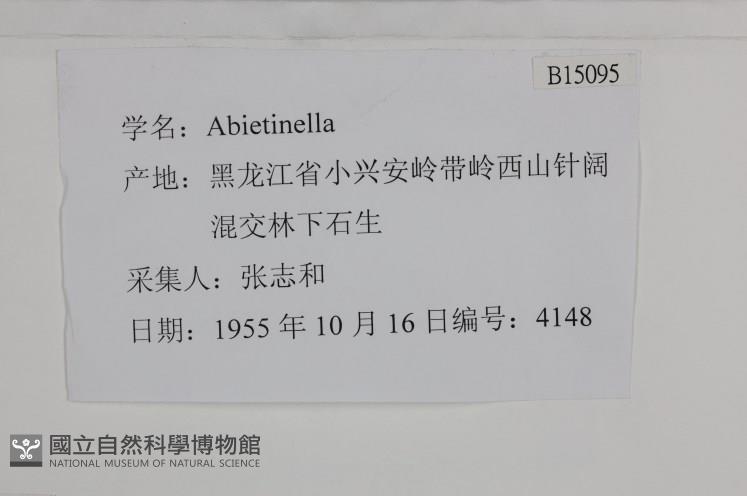 B15095
学名：Abietinella
产地：黑龙江省小兴安岭带岭西山针阔
混交林下石生
采集人：张志和
日期：1955 年 10 月 16 日编号：4148
國立自然科學博物館
NATIONAL MUSEUM OF NATURAL SCIENCE